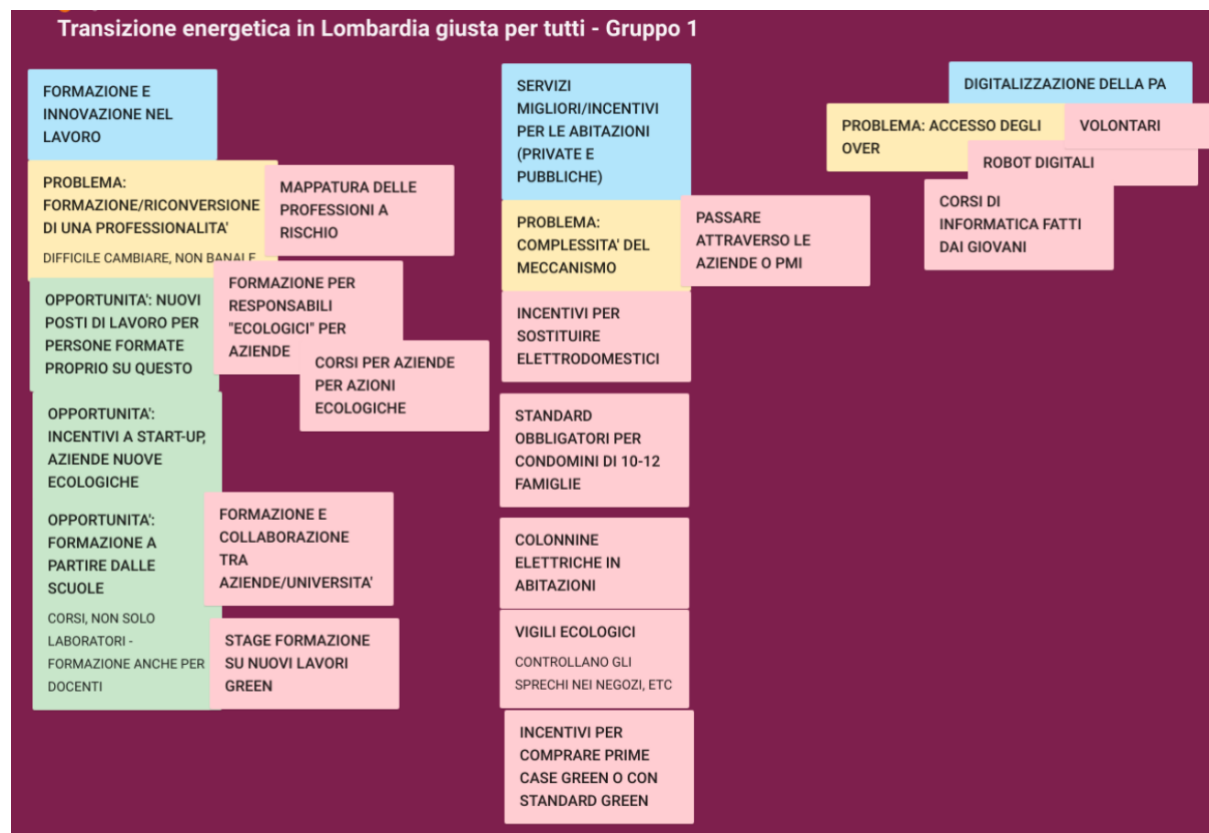 Transizione energetica in Lombardia giusta per tutti - Gruppo 1
FORMAZIONE E
INNOVAZIONE NEL
LAVORO
PROBLEMA:
FORMAZIONE/RICONVERSIONE
DI UNA PROFESSIONALITA'
DIFFICILE CAMBIARE, NON BANALE
MAPPATURA DELLE
PROFESSIONI A
RISCHIO
OPPORTUNITA': NUOVI
POSTI DI LAVORO PER
PERSONE FORMATE
PROPRIO SU QUESTO
FORMAZIONE PER
RESPONSABILI
"ECOLOGICI" PER
AZIENDE
CORSI PER AZIENDE
PER AZIONI
ECOLOGICHE
OPPORTUNITA':
INCENTIVI A START-UP,
AZIENDE NUOVE
ECOLOGICHE
OPPORTUNITA':
FORMAZIONE A
PARTIRE DALLE
SCUOLE
CORSI, NON SOLO
LABORATORI -
FORMAZIONE ANCHE PER
DOCENTI
FORMAZIONE E
COLLABORAZIONE
TRA
AZIENDE/UNIVERSITA'
STAGE FORMAZIONE
SU NUOVI LAVORI
GREEN
SERVIZI
MIGLIORI/INCENTIVI
PER LE ABITAZIONI
(PRIVATE E
PUBBLICHE)
PROBLEMA:
COMPLESSITA' DEL
MECCANISMO
PASSARE
ATTRAVERSO LE
AZIENDE O PMI
INCENTIVI PER
SOSTITUIRE
ELETTRODOMESTICI
STANDARD
OBBLIGATORI PER
CONDOMINI DI 10-12
FAMIGLIE
COLONNINE
ELETTRICHE IN
ABITAZIONI
VIGILI ECOLOGICI
CONTROLLANO GLI
SPRECHI NEI NEGOZI, ETC
INCENTIVI PER
COMPRARE PRIME
CASE GREEN O CON
STANDARD GREEN
DIGITALIZZAZIONE DELLA PA
PROBLEMA: ACCESSO DEGLI
OVER
VOLONTARI
ROBOT DIGITALI
CORSI DI
INFORMATICA FATTI
DAI GIOVANI